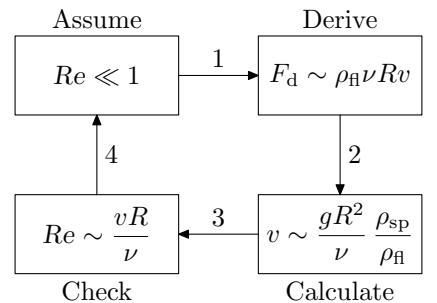 Assume
Derive
Re ≪ 1
1
F_d ∼ ρ_fl νRv
4
2
Re ∼ vR/ν
3
v ∼ gR²/ν ρ_sp/ρ_fl
Check
Calculate